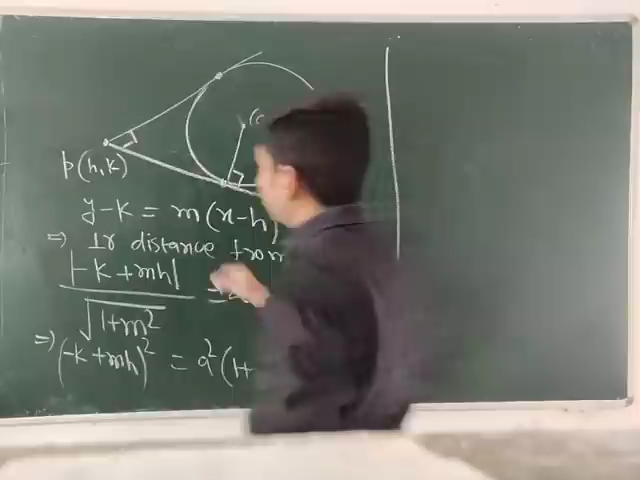 p(h,k)
y-k = m(x-h)
⇒ ⊥r distance from
|-k+mh|
√1+m²
⇒ (-k+mh)² = a²(1+